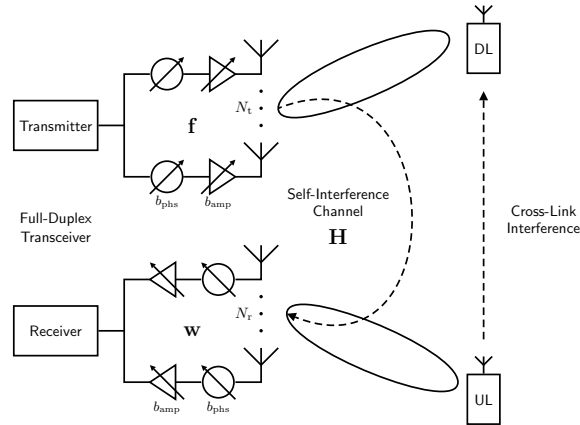 DL
Transmitter
f
N_t
b_phs
b_amp
Self-Interference
Channel
H
Full-Duplex
Transceiver
Cross-Link
Interference
Receiver
w
N_r
b_amp
b_phs
UL